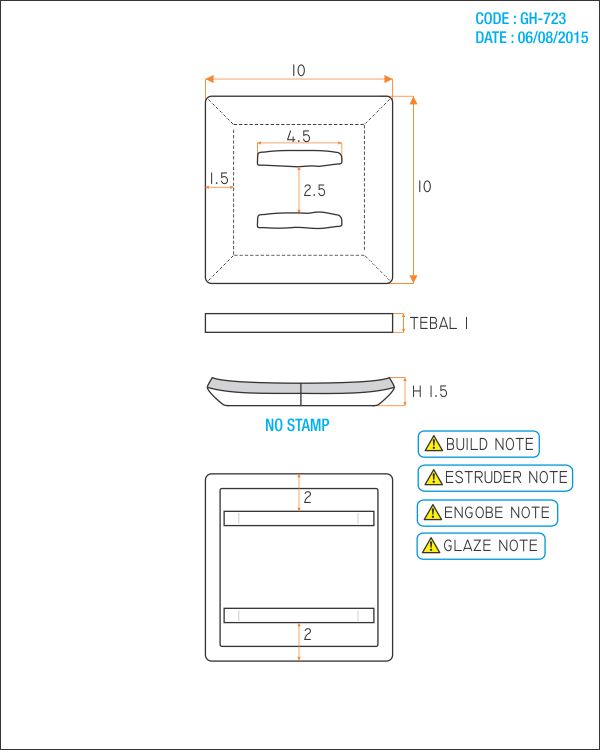 CODE : GH-723
DATE : 06/08/2015
10
4.5
1.5
2.5
10
TEBAL 1
H 1.5
NO STAMP
BUILD NOTE
ESTRUDER NOTE
ENGOBE NOTE
GLAZE NOTE
2
2